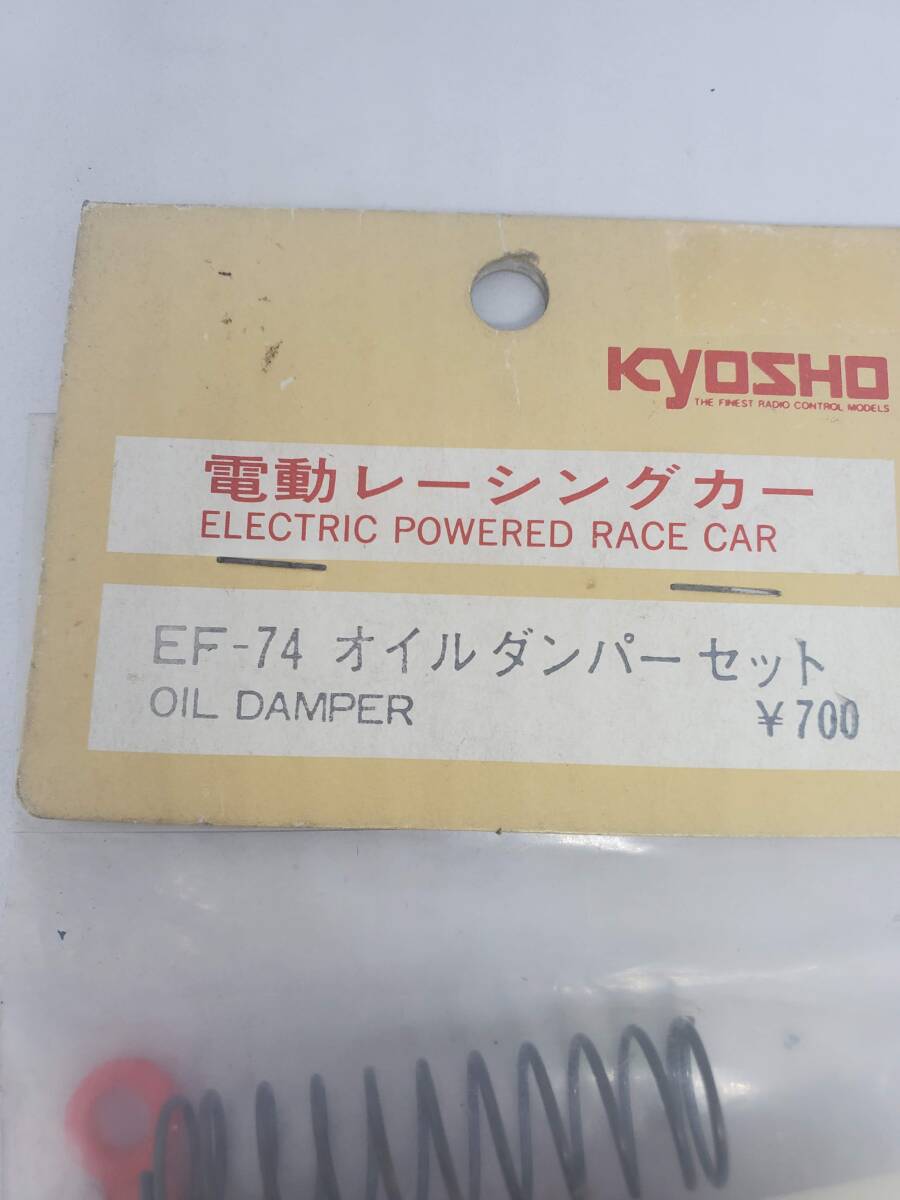 KYOSHO
THE FINEST RADIO CONTROL MODELS
電動レーシングカー
ELECTRIC POWERED RACE CAR
EF-74 オイルダンパーセット
OIL DAMPER ¥700